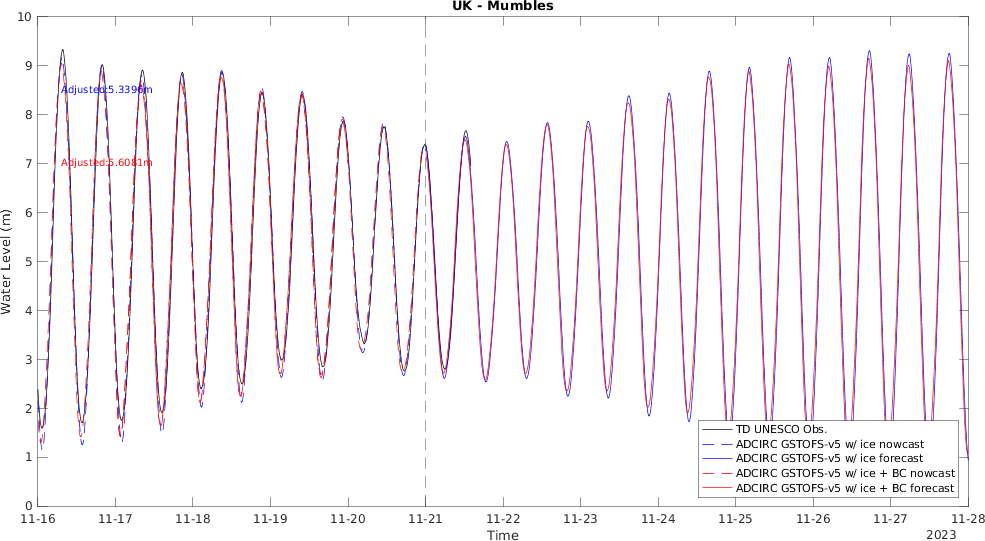 UK - Mumbles
10
9
8
7
6
5
4
3
2
1
0
Water Level (m)
Adjusted:5.3396m
Adjusted:5.6081m
TD UNESCO Obs.
ADCIRC GSTOFS-v5 w/ ice nowcast
ADCIRC GSTOFS-v5 w/ ice forecast
ADCIRC GSTOFS-v5 w/ ice + BC nowcast
ADCIRC GSTOFS-v5 w/ ice + BC forecast
11-16 11-17 11-18 11-19 11-20 11-21 11-22 11-23 11-24 11-25 11-26 11-27 11-28
Time
2023